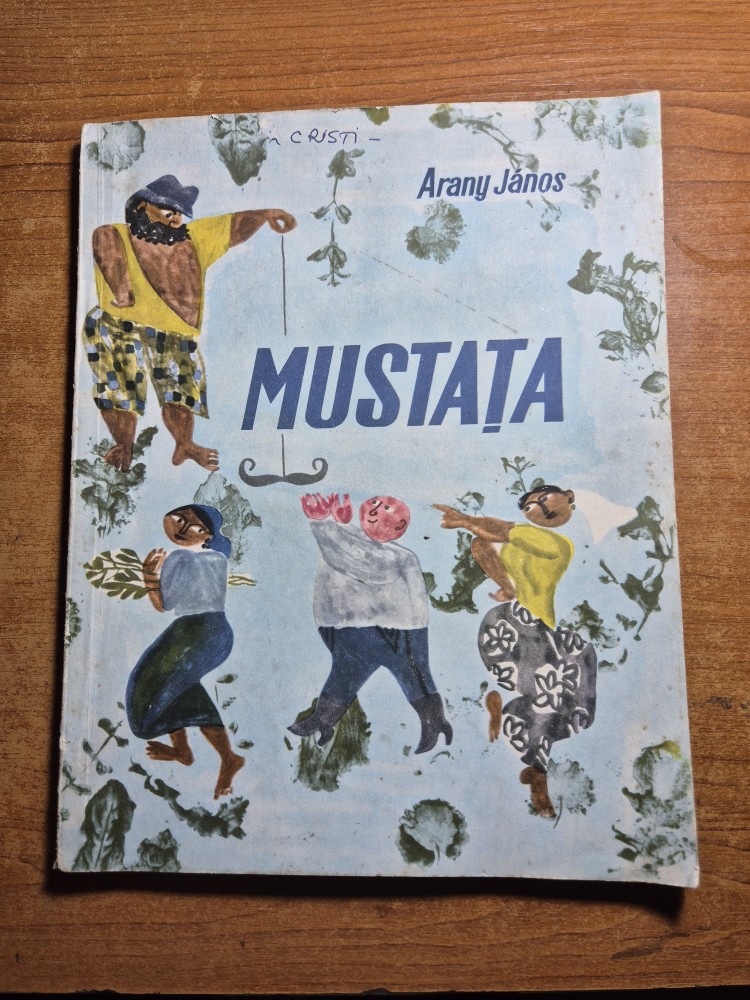 CRISTI -
Arany János
MUSTAȚA